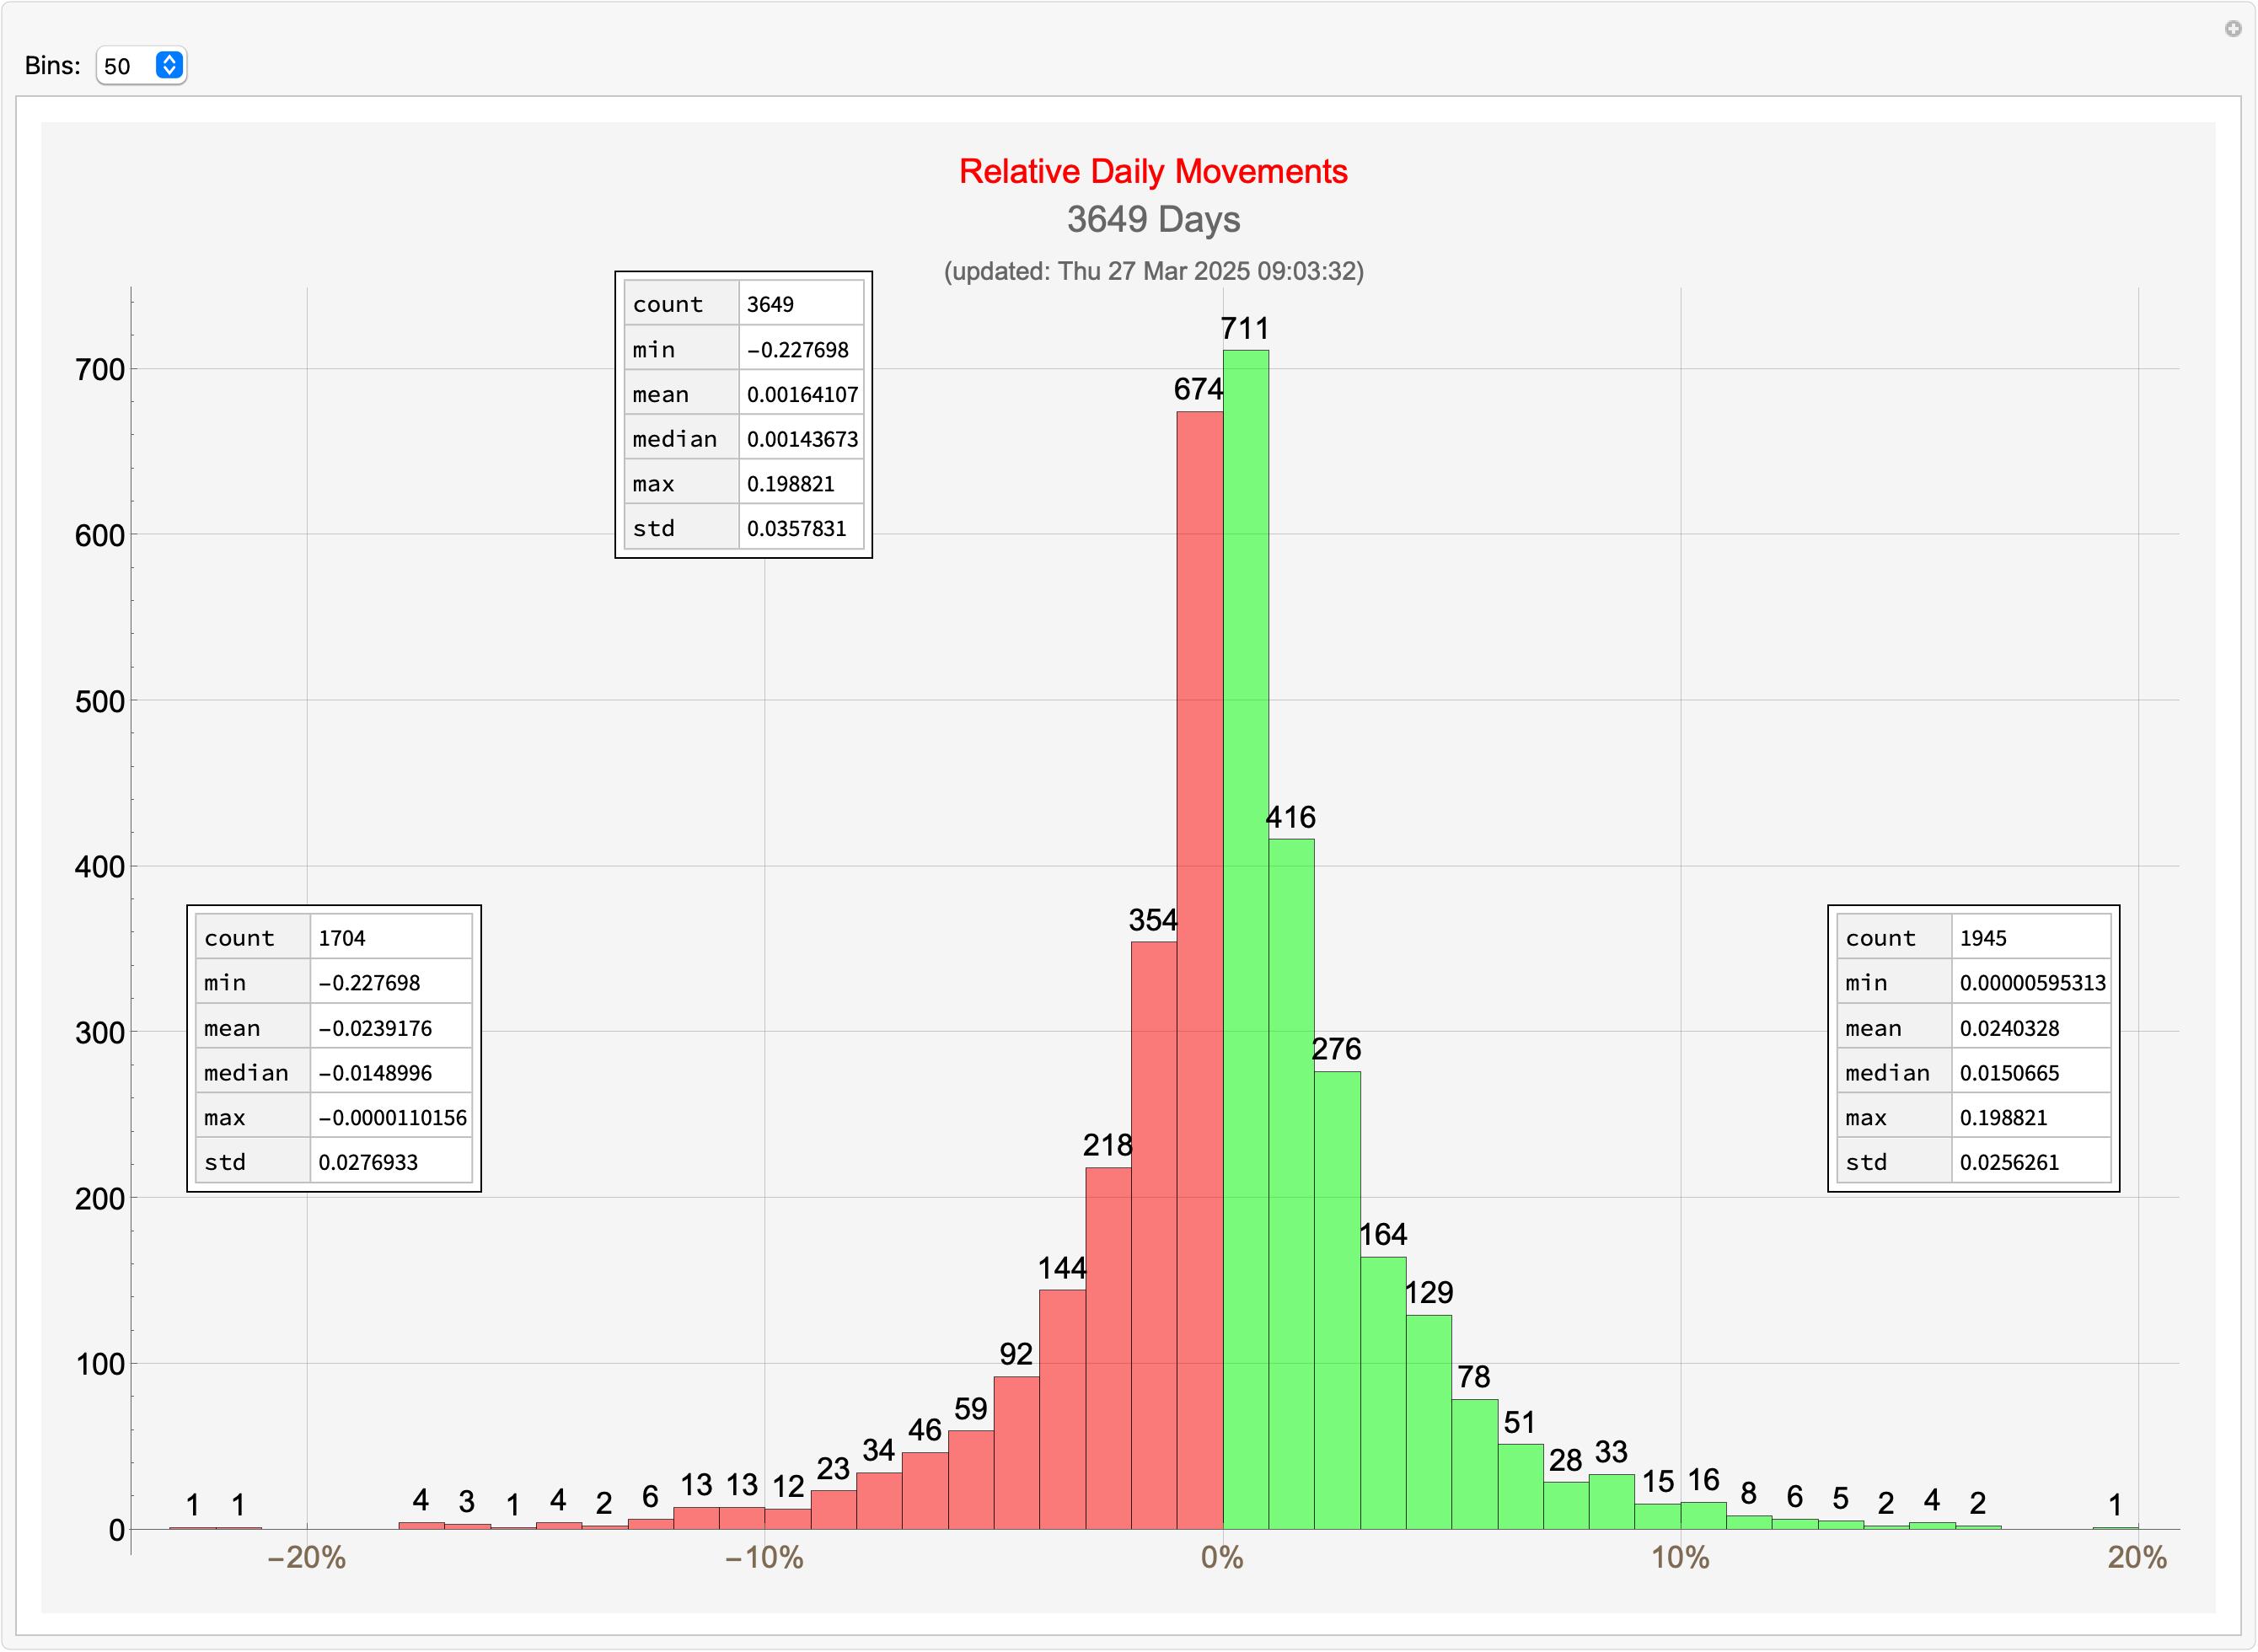 Bins: 50
Relative Daily Movements
3649 Days
(updated: Thu 27 Mar 2025 09:03:32)
count 3649
min −0.227698
mean 0.00164107
median 0.00143673
max 0.198821
std 0.0357831
count 1704
min −0.227698
mean −0.0239176
median −0.0148996
max −0.0000110156
std 0.0276933
count 1945
min 0.00000595313
mean 0.0240328
median 0.0150665
max 0.198821
std 0.0256261
700
600
500
400
300
200
100
0
1 1 4 3 1 4 2 6 13 13 12 23 34 46 59 92 144 218 354 674 711 416 276 164 129 78 51 28 33 15 16 8 6 5 2 4 2 1
−20% −10% 0% 10% 20%